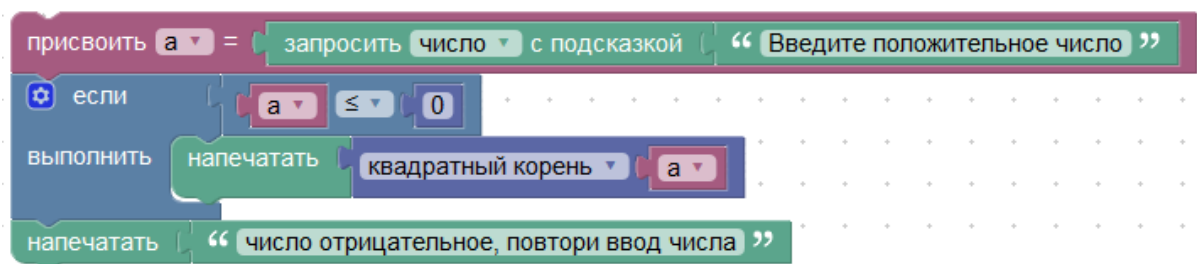 присвоить a = запросить число с подсказкой “ Введите положительное число ”
если a ≤ 0
выполнить напечатать квадратный корень a
напечатать “ число отрицательное, повтори ввод числа ”